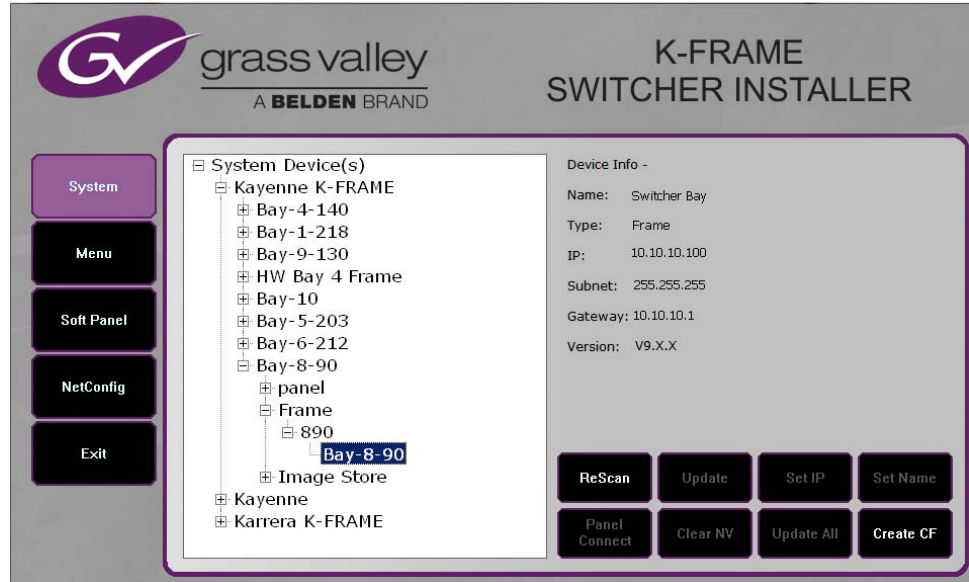 GV
grass valley
A BELDEN BRAND
K-FRAME
SWITCHER INSTALLER
System
Menu
Soft Panel
NetConfig
Exit
System Device(s)
Kayenne K-FRAME
Bay-4-140
Bay-1-218
Bay-9-130
HW Bay 4 Frame
Bay-10
Bay-5-203
Bay-6-212
Bay-8-90
panel
Frame
890
Bay-8-90
Image Store
Kayenne
Karrera K-FRAME
Device Info -
Name: Switcher Bay
Type: Frame
IP: 10.10.10.100
Subnet: 255.255.255
Gateway: 10.10.10.1
Version: V9.X.X
ReScan
Update
Set IP
Set Name
Panel
Connect
Clear NV
Update All
Create CF